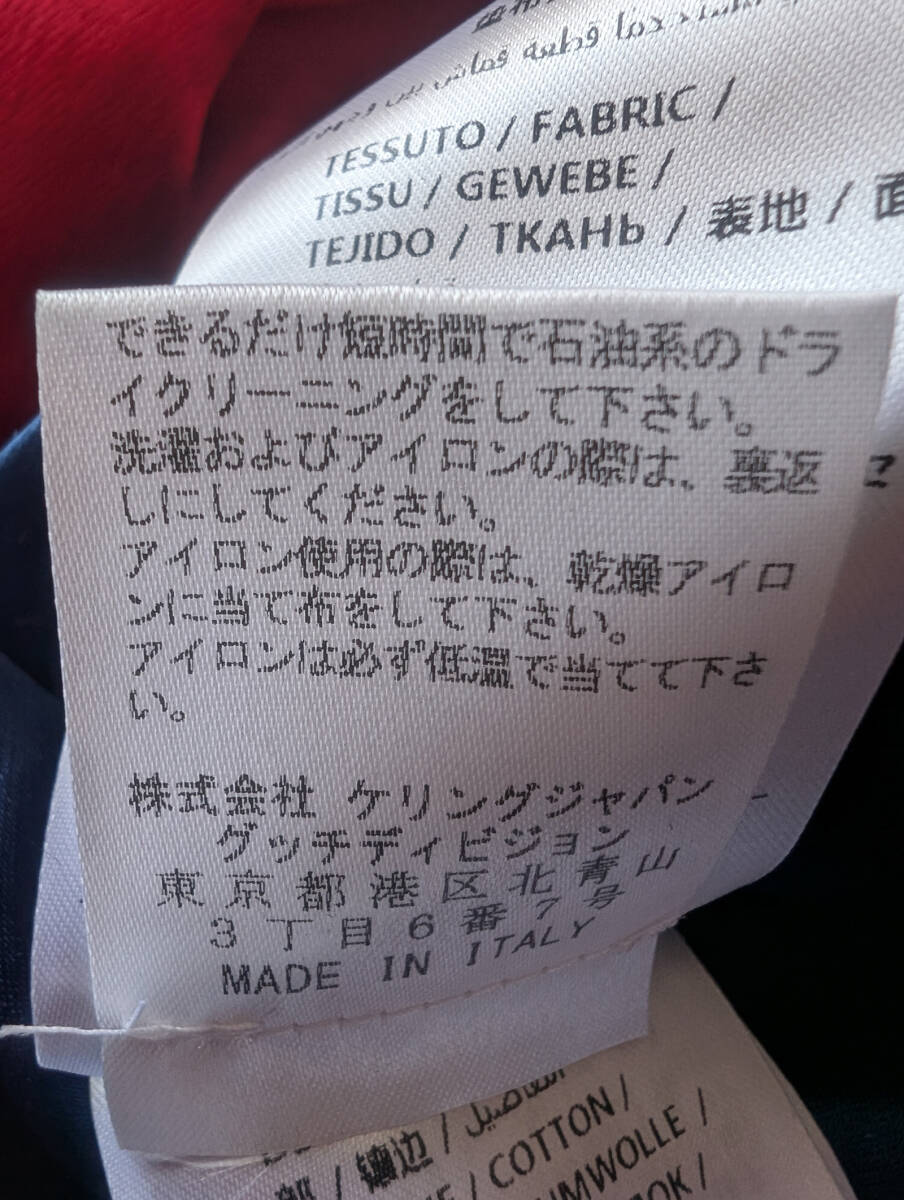 TESSUTO / FABRIC /
TISSU / GEWEBE /
TEJIDO / ТКАНЬ / 表地 / 面
できるだけ短時間で石油系のドラ
イクリーニングをして下さい。
洗濯およびアイロンの際は、裏返
しにしてください。
アイロン使用の際は、乾燥アイロ
ンに当て布をして下さい。
アイロンは必ず低温で当てて下さ
い。
株式会社 ケリングジャパン
グッチディビジョン
東京都港区北青山
3丁目6番7号
MADE IN ITALY
/ 镶边 / التفاصيل
/ COTTON /